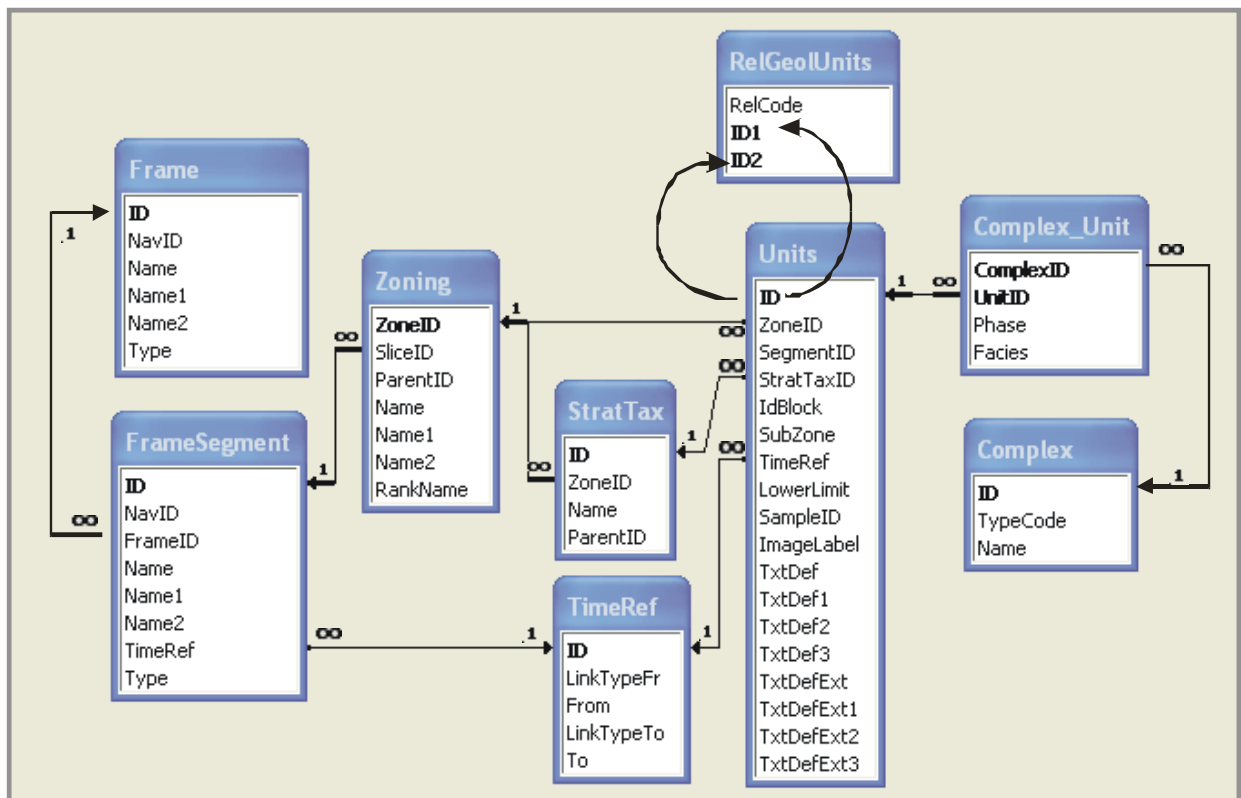 RelGeolUnits
RelCode
ID1
ID2
Frame
ID
NavID
Name
Name1
Name2
Type
.1
Zoning
ZoneID
SliceID
ParentID
Name
Name1
Name2
RankName
1
∞
Units
ID
ZoneID
SegmentID
StratTaxID
IdBlock
SubZone
TimeRef
LowerLimit
SampleID
ImageLabel
TxtDef
TxtDef1
TxtDef2
TxtDef3
TxtDefExt
TxtDefExt1
TxtDefExt2
TxtDefExt3
∞
∞
∞
1
∞
Complex_Unit
ComplexID
UnitID
Phase
Facies
∞
FrameSegment
ID
NavID
FrameID
Name
Name1
Name2
TimeRef
Type
1
∞
∞
StratTax
ID
ZoneID
Name
ParentID
1
∞
Complex
ID
TypeCode
Name
1
TimeRef
ID
LinkTypeFr
From
LinkTypeTo
To
.1
1